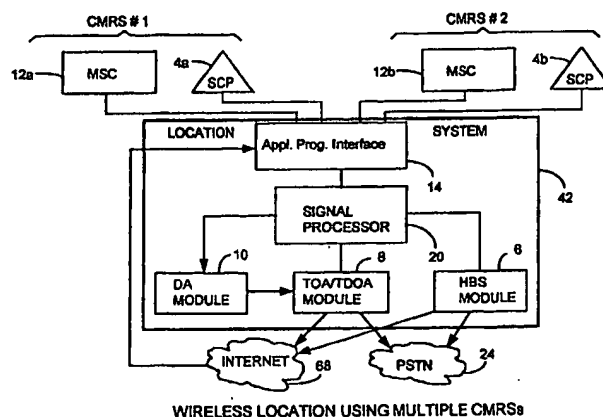 CMRS # 1
CMRS # 2
12a
MSC
4a
SCP
12b
MSC
4b
SCP
LOCATION
SYSTEM
Appl. Prog. Interface
14
42
SIGNAL
PROCESSOR
20
10
8
6
DA
MODULE
TOA/TDOA
MODULE
HBS
MODULE
INTERNET
68
PSTN
24
WIRELESS LOCATION USING MULTIPLE CMRSs